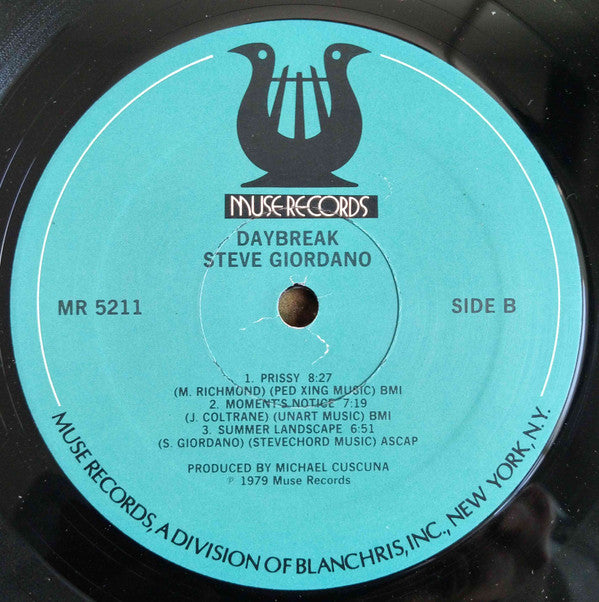 MUSE RECORDS
DAYBREAK
STEVE GIORDANO
MR 5211
SIDE B
1. PRISSY 8:27
(M. RICHMOND) (PED XING MUSIC) BMI
2. MOMENT'S NOTICE 7:19
(J. COLTRANE) (UNART MUSIC) BMI
3. SUMMER LANDSCAPE 6:51
(S. GIORDANO) (STEVECHORD MUSIC) ASCAP
PRODUCED BY MICHAEL CUSCUNA
℗ 1979 Muse Records
MUSE RECORDS, A DIVISION OF BLANCHRIS, INC., NEW YORK, N.Y.